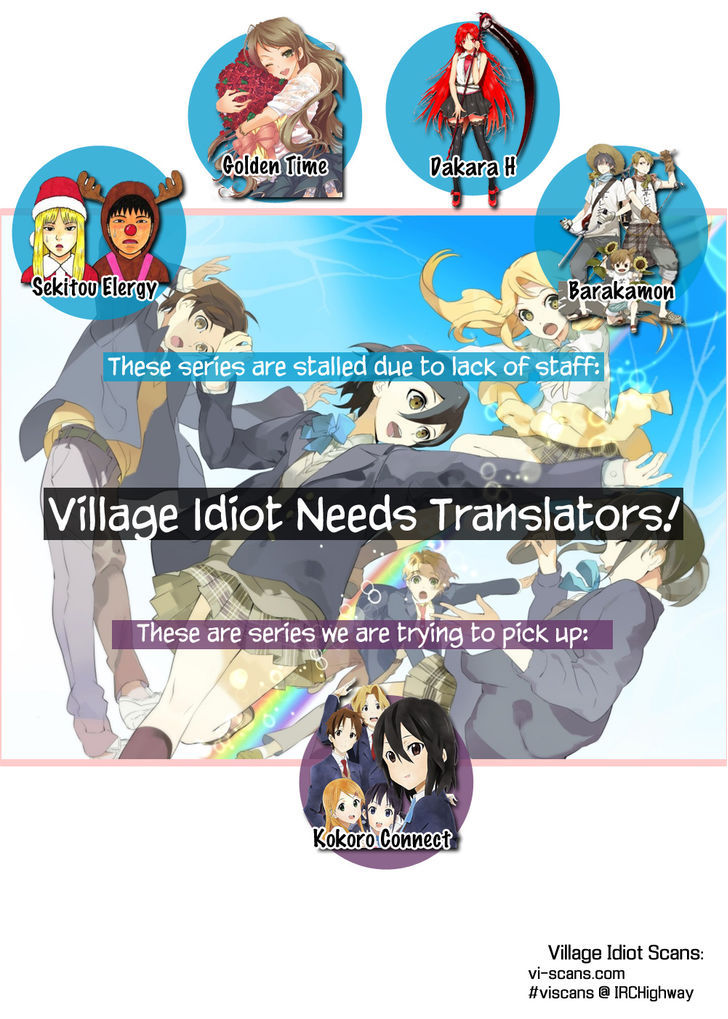 Golden Time
Dakara H
Sekitou Elergy
Barakamon
These series are stalled due to lack of staff:
Village Idiot Needs Translators!
These are series we are trying to pick up:
Kokoro Connect
Village Idiot Scans:
vi-scans.com
#viscans @ IRCHighway